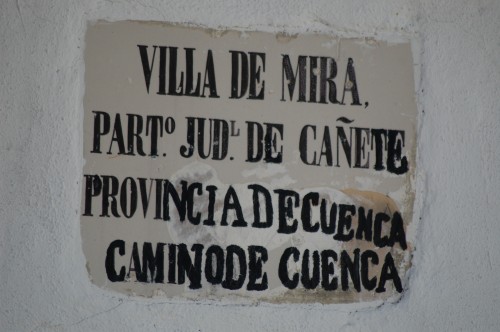 VILLA DE MIRA,
PART.º JUD.L DE CAÑETE
PROVINCIA DE CUENCA
CAMINO DE CUENCA